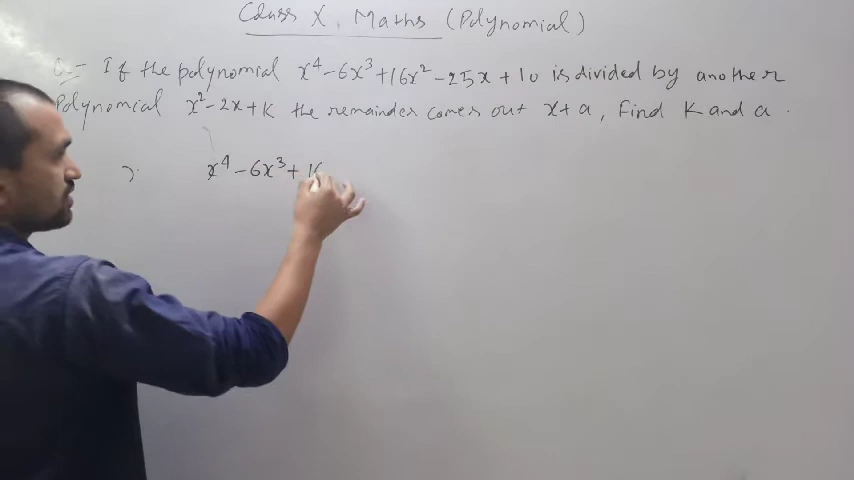 Class X, Maths (Polynomial)
Q:- If the polynomial x⁴-6x³+16x²-25x+10 is divided by another
Polynomial x²-2x+K the remainder comes out x+a, Find K and a.
x⁴-6x³+16